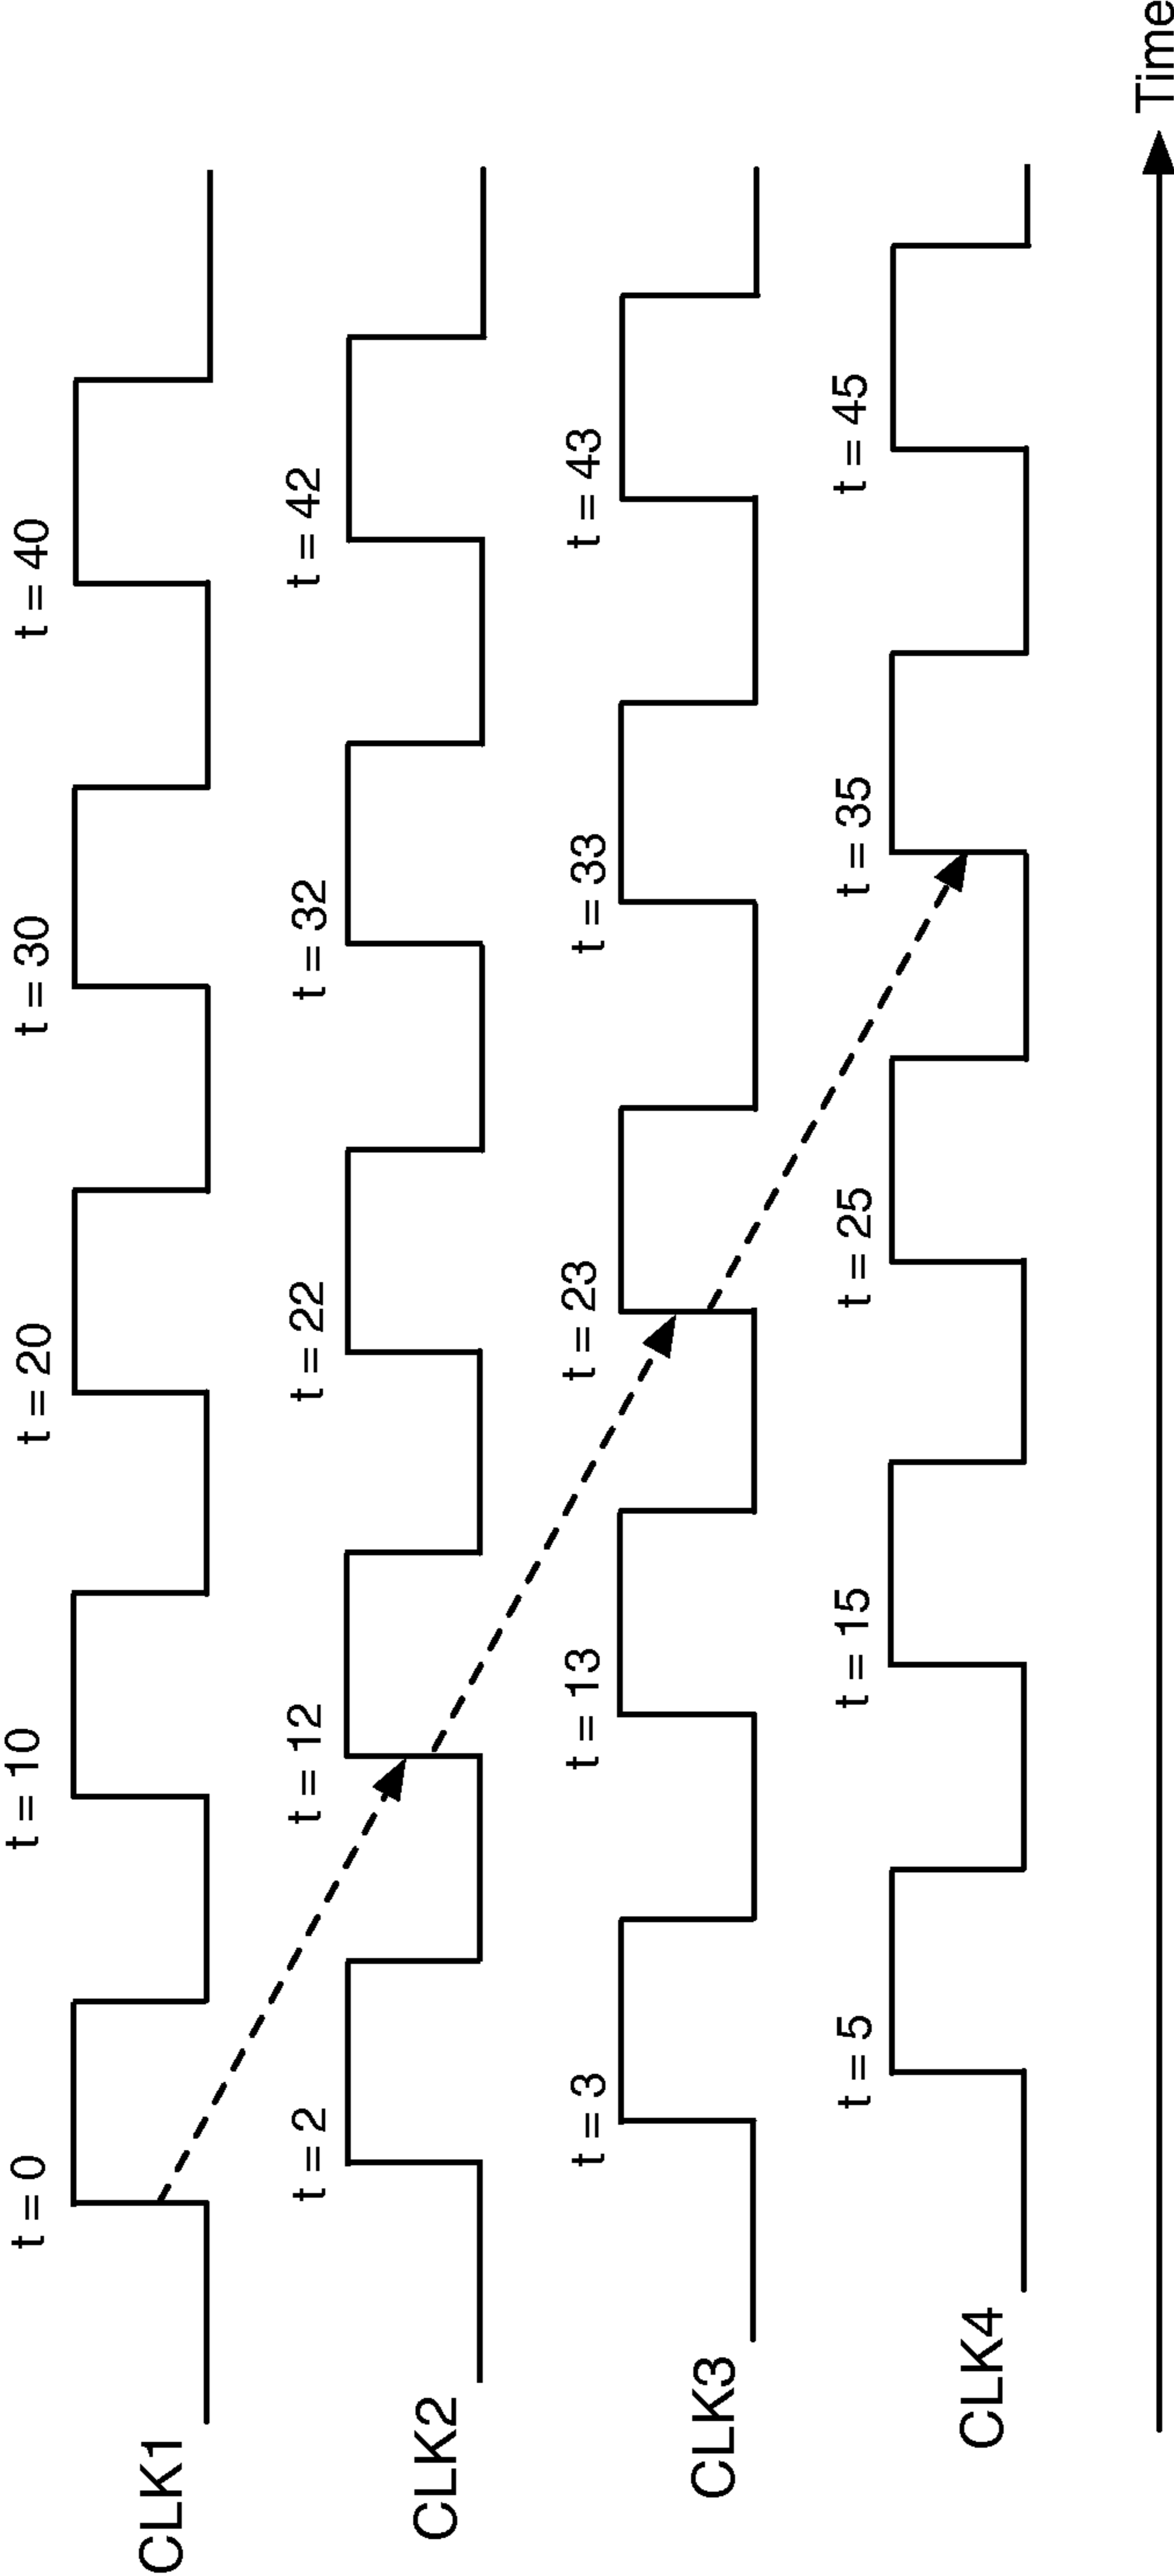 t = 0 t = 10 t = 20 t = 30 t = 40
CLK1
t = 2 t = 12 t = 22 t = 32 t = 42
CLK2
t = 3 t = 13 t = 23 t = 33 t = 43
CLK3
t = 5 t = 15 t = 25 t = 35 t = 45
CLK4
Time